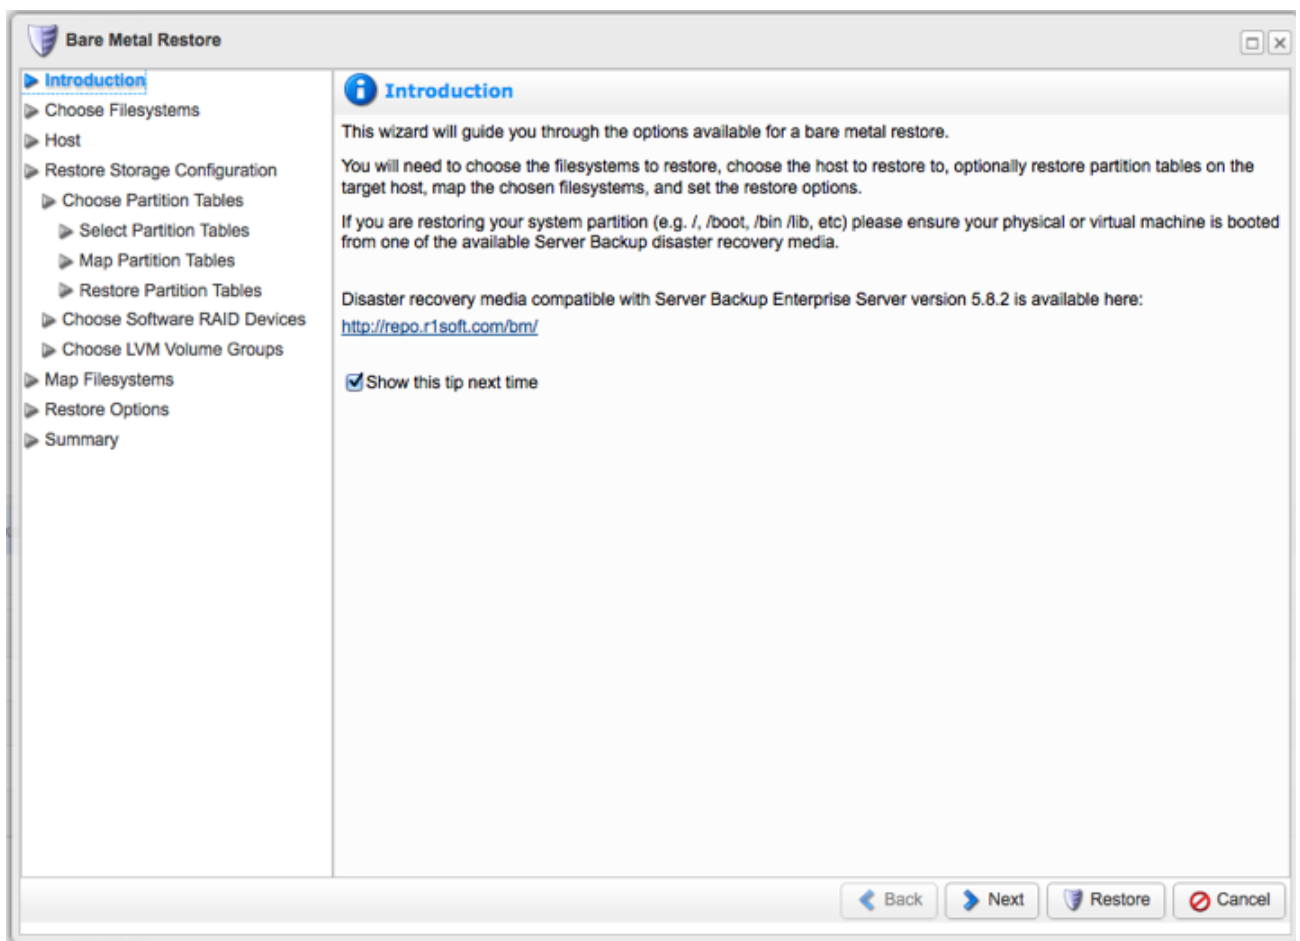 Bare Metal Restore
Introduction
Choose Filesystems
Host
Restore Storage Configuration
Choose Partition Tables
Select Partition Tables
Map Partition Tables
Restore Partition Tables
Choose Software RAID Devices
Choose LVM Volume Groups
Map Filesystems
Restore Options
Summary
Introduction
This wizard will guide you through the options available for a bare metal restore.
You will need to choose the filesystems to restore, choose the host to restore to, optionally restore partition tables on the
target host, map the chosen filesystems, and set the restore options.
If you are restoring your system partition (e.g. /, /boot, /bin /lib, etc) please ensure your physical or virtual machine is booted
from one of the available Server Backup disaster recovery media.
Disaster recovery media compatible with Server Backup Enterprise Server version 5.8.2 is available here:
http://repo.r1soft.com/bm/
Show this tip next time
Back
Next
Restore
Cancel